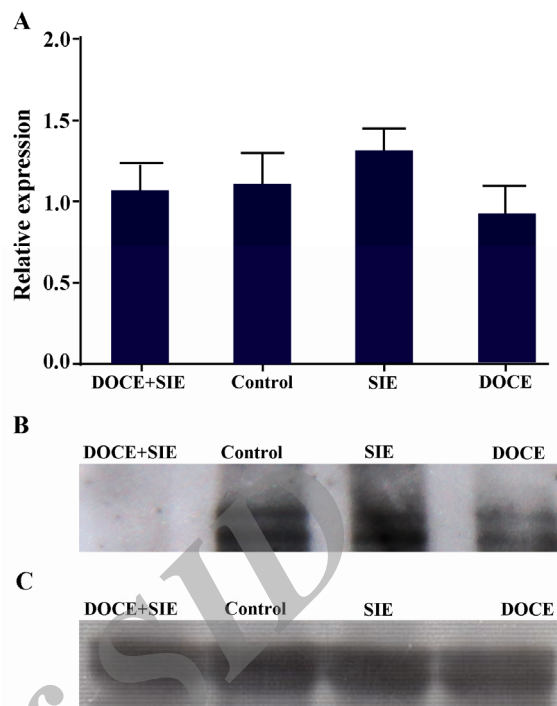 A
2.0
1.5
1.0
0.5
0.0
Relative expression
DOCE+SIE Control SIE DOCE
B
DOCE+SIE Control SIE DOCE
C
DOCE+SIE Control SIE DOCE
f SID